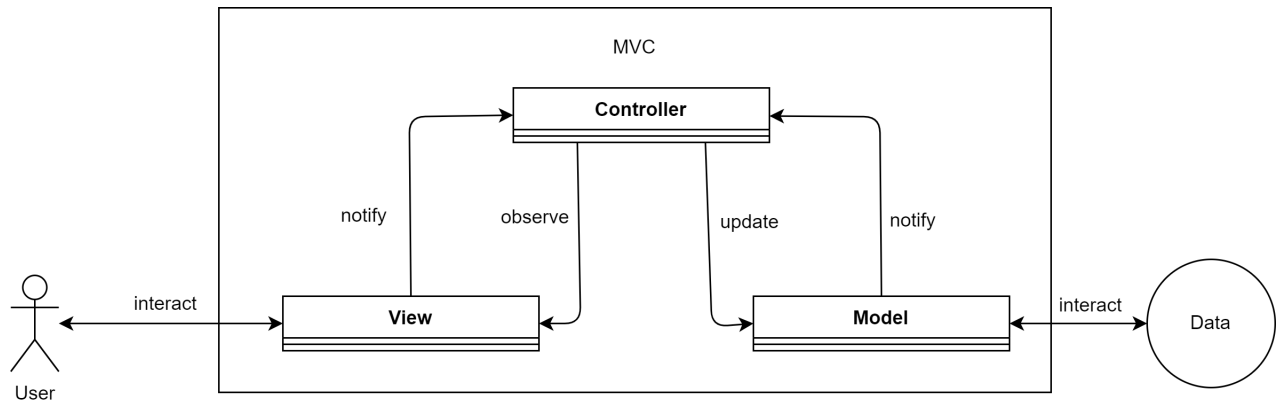 MVC
Controller
notify
observe
update
notify
interact
View
Model
interact
Data
User